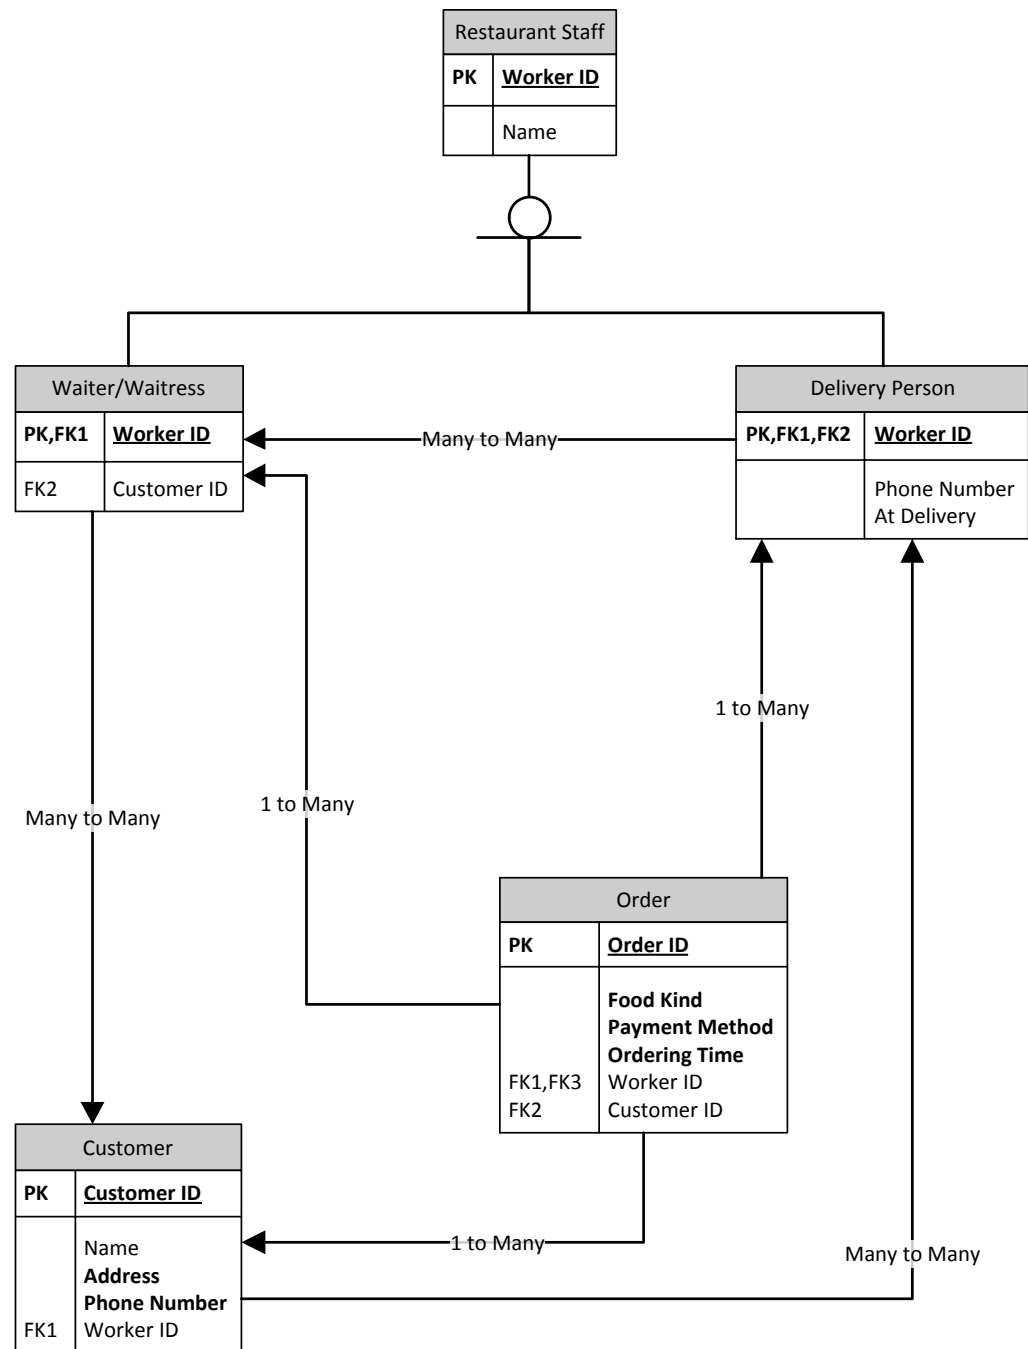 Restaurant Staff
PK Worker ID
Name
Waiter/Waitress
PK,FK1 Worker ID
FK2 Customer ID
Many to Many
Delivery Person
PK,FK1,FK2 Worker ID
Phone Number
At Delivery
1 to Many
1 to Many
Many to Many
Order
PK Order ID
Food Kind
Payment Method
Ordering Time
FK1,FK3 Worker ID
FK2 Customer ID
Customer
PK Customer ID
Name
Address
Phone Number
FK1 Worker ID
1 to Many
Many to Many